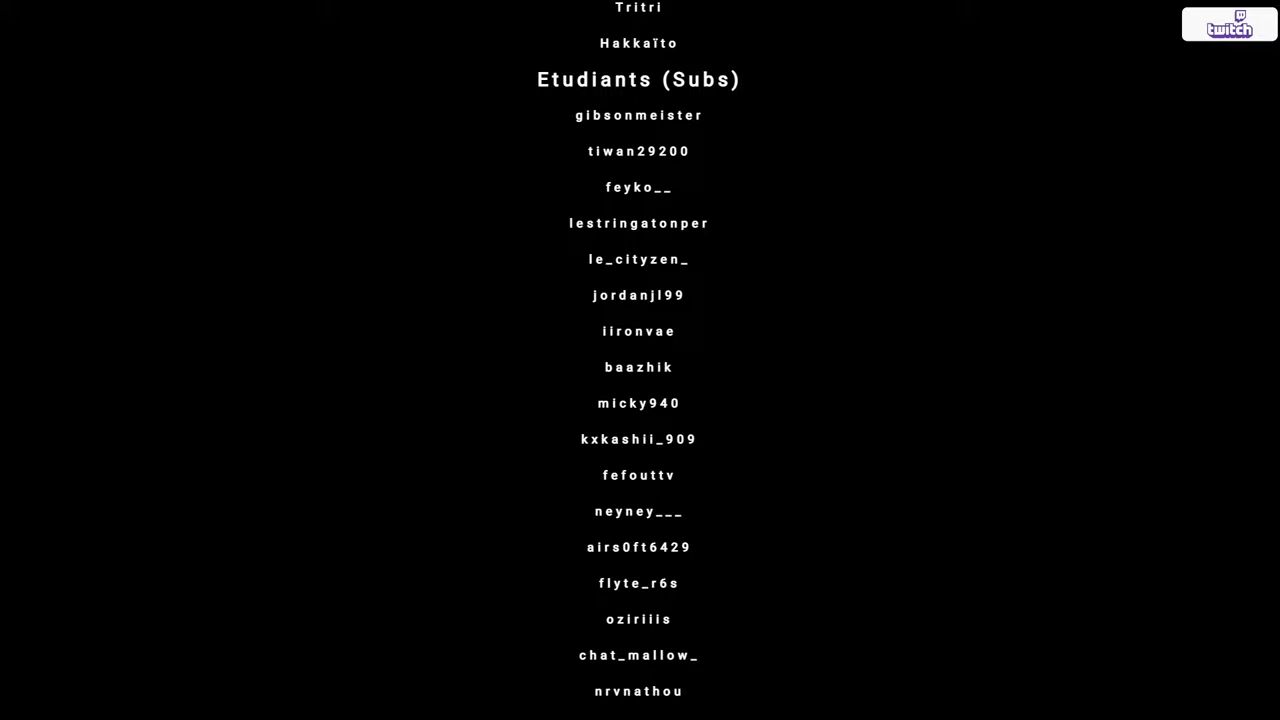 Tritri
twitch
Hakkaïto
Etudiants (Subs)
gibsonmeister
tiwan29200
feyko__
lestringatonper
le_cityzen_
jordanjl99
iironvae
baazhik
micky940
kxkashii_909
fefouttv
neyney___
airs0ft6429
flyte_r6s
oziriiis
chat_mallow_
nrvnathou